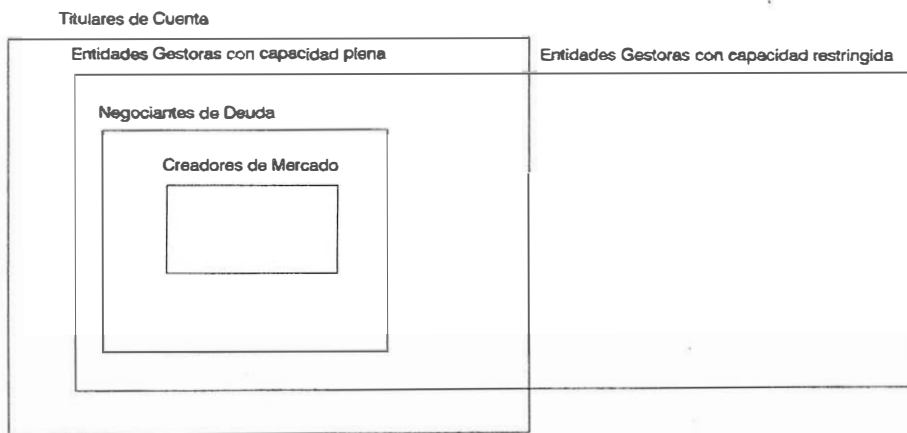 Titulares de Cuenta
Entidades Gestoras con capacidad plena
Entidades Gestoras con capacidad restringida
Negociantes de Deuda
Creadores de Mercado